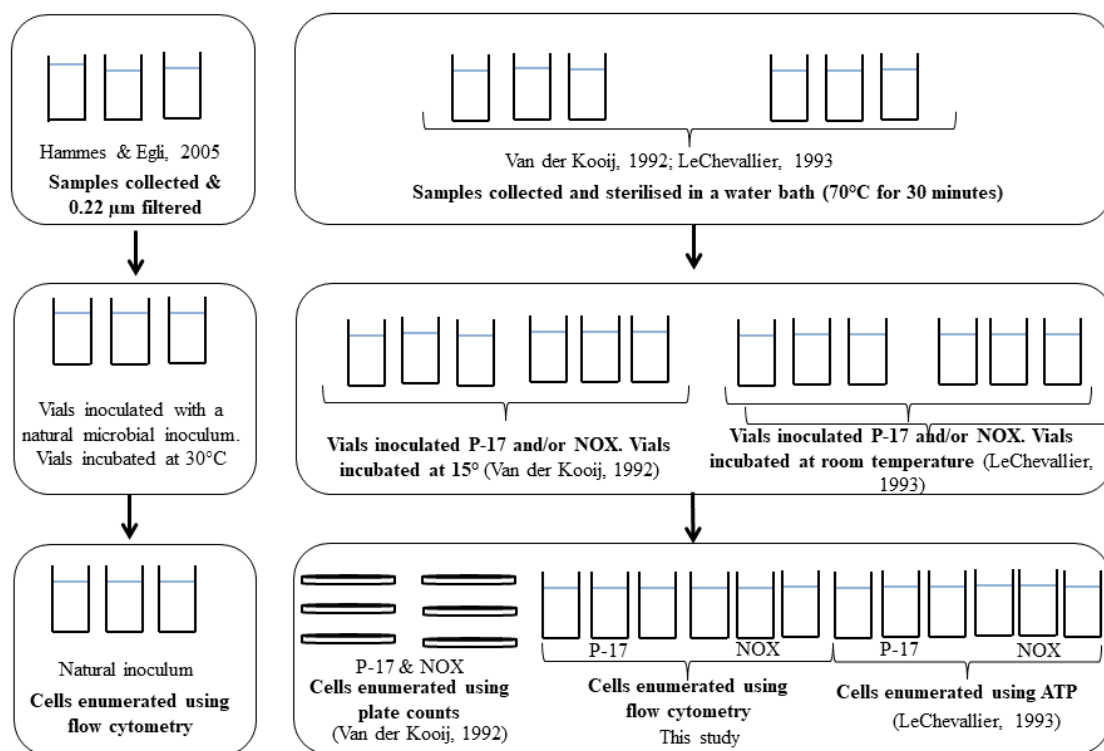 Hammes & Egli, 2005
Samples collected &
0.22 µm filtered
Van der Kooij, 1992; LeChevallier, 1993
Samples collected and sterilised in a water bath (70°C for 30 minutes)
Vials inoculated with a
natural microbial inoculum.
Vials incubated at 30°C
Vials inoculated P-17 and/or NOX. Vials
incubated at 15° (Van der Kooij, 1992)
Vials inoculated P-17 and/or NOX. Vials
incubated at room temperature (LeChevallier,
1993)
Natural inoculum
Cells enumerated using
flow cytometry
P-17 & NOX
Cells enumerated using
plate counts
(Van der Kooij, 1992)
P-17
NOX
Cells enumerated using
flow cytometry
This study
P-17
NOX
Cells enumerated using ATP
(LeChevallier, 1993)